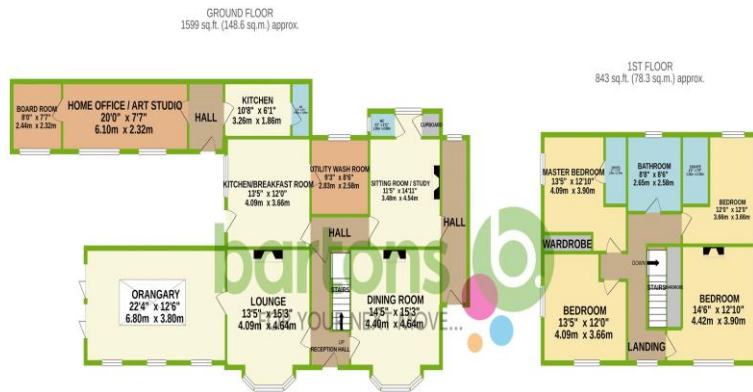 GROUND FLOOR
1599 sq.ft. (148.6 sq.m.) approx.
1ST FLOOR
843 sq.ft. (78.3 sq.m.) approx.
BOARD ROOM
8'0" x 7'7"
2.44m x 2.32m
HOME OFFICE / ART STUDIO
20'0" x 7'7"
6.10m x 2.32m
HALL
KITCHEN
10'8" x 6'1"
3.26m x 1.86m
WC
CUPBOARD
KITCHEN/BREAKFAST ROOM
13'5" x 12'0"
4.09m x 3.66m
UTILITY WASH ROOM
9'3" x 8'6"
2.83m x 2.58m
SITTING ROOM / STUDY
11'5" x 14'11"
3.48m x 4.54m
HALL
HALL
ORANGARY
22'4" x 12'6"
6.80m x 3.80m
LOUNGE
13'5" x 15'3"
4.09m x 4.64m
STAIRS
UP
RECEPTION HALL
DINING ROOM
14'5" x 15'3"
4.40m x 4.64m
bartons b
FOR YOUR NEXT MOVE...
MASTER BEDROOM
13'5" x 12'10"
4.09m x 3.90m
BATHROOM
8'8" x 8'6"
2.65m x 2.58m
BEDROOM
12'0" x 12'0"
3.66m x 3.66m
WARDROBE
DOWN
STAIRS
BEDROOM
13'5" x 12'0"
4.09m x 3.66m
BEDROOM
14'6" x 12'10"
4.42m x 3.90m
LANDING